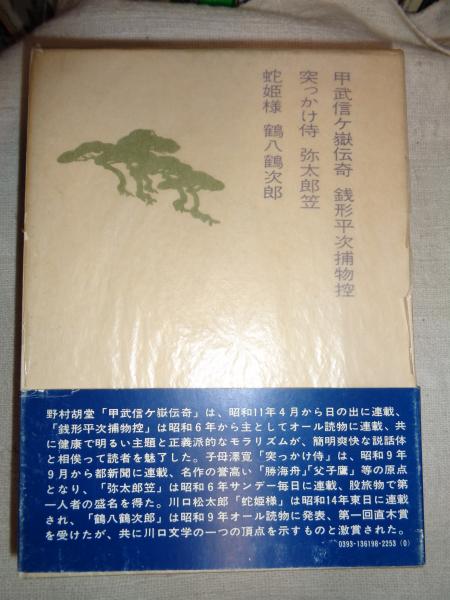 甲武信ケ嶽伝奇 銭形平次捕物控
突っかけ侍 弥太郎笠
蛇姫様 鶴八鶴次郎
野村胡堂「甲武信ケ嶽伝奇」は、昭和11年4月から日の出に連載、
「銭形平次捕物控」は昭和6年から主としてオール読物に連載、共
に健康で明るい主題と正義派的なモラリズムが、簡明爽快な説話体
と相俟って読者を魅了した。子母澤寛「突っかけ侍」は、昭和9年
9月から都新聞に連載、名作の誉高い「勝海舟」「父子鷹」等の原点
となり、「弥太郎笠」は昭和6年サンデー毎日に連載、股旅物で第
一人者の盛名を得た。川口松太郎「蛇姫様」は昭和14年東日に連載
され、「鶴八鶴次郎」は昭和9年オール読物に発表、第一回直木賞
を受けたが、共に川口文学の一つの頂点を示すものと激賞された。
0393-136198-2253(0)